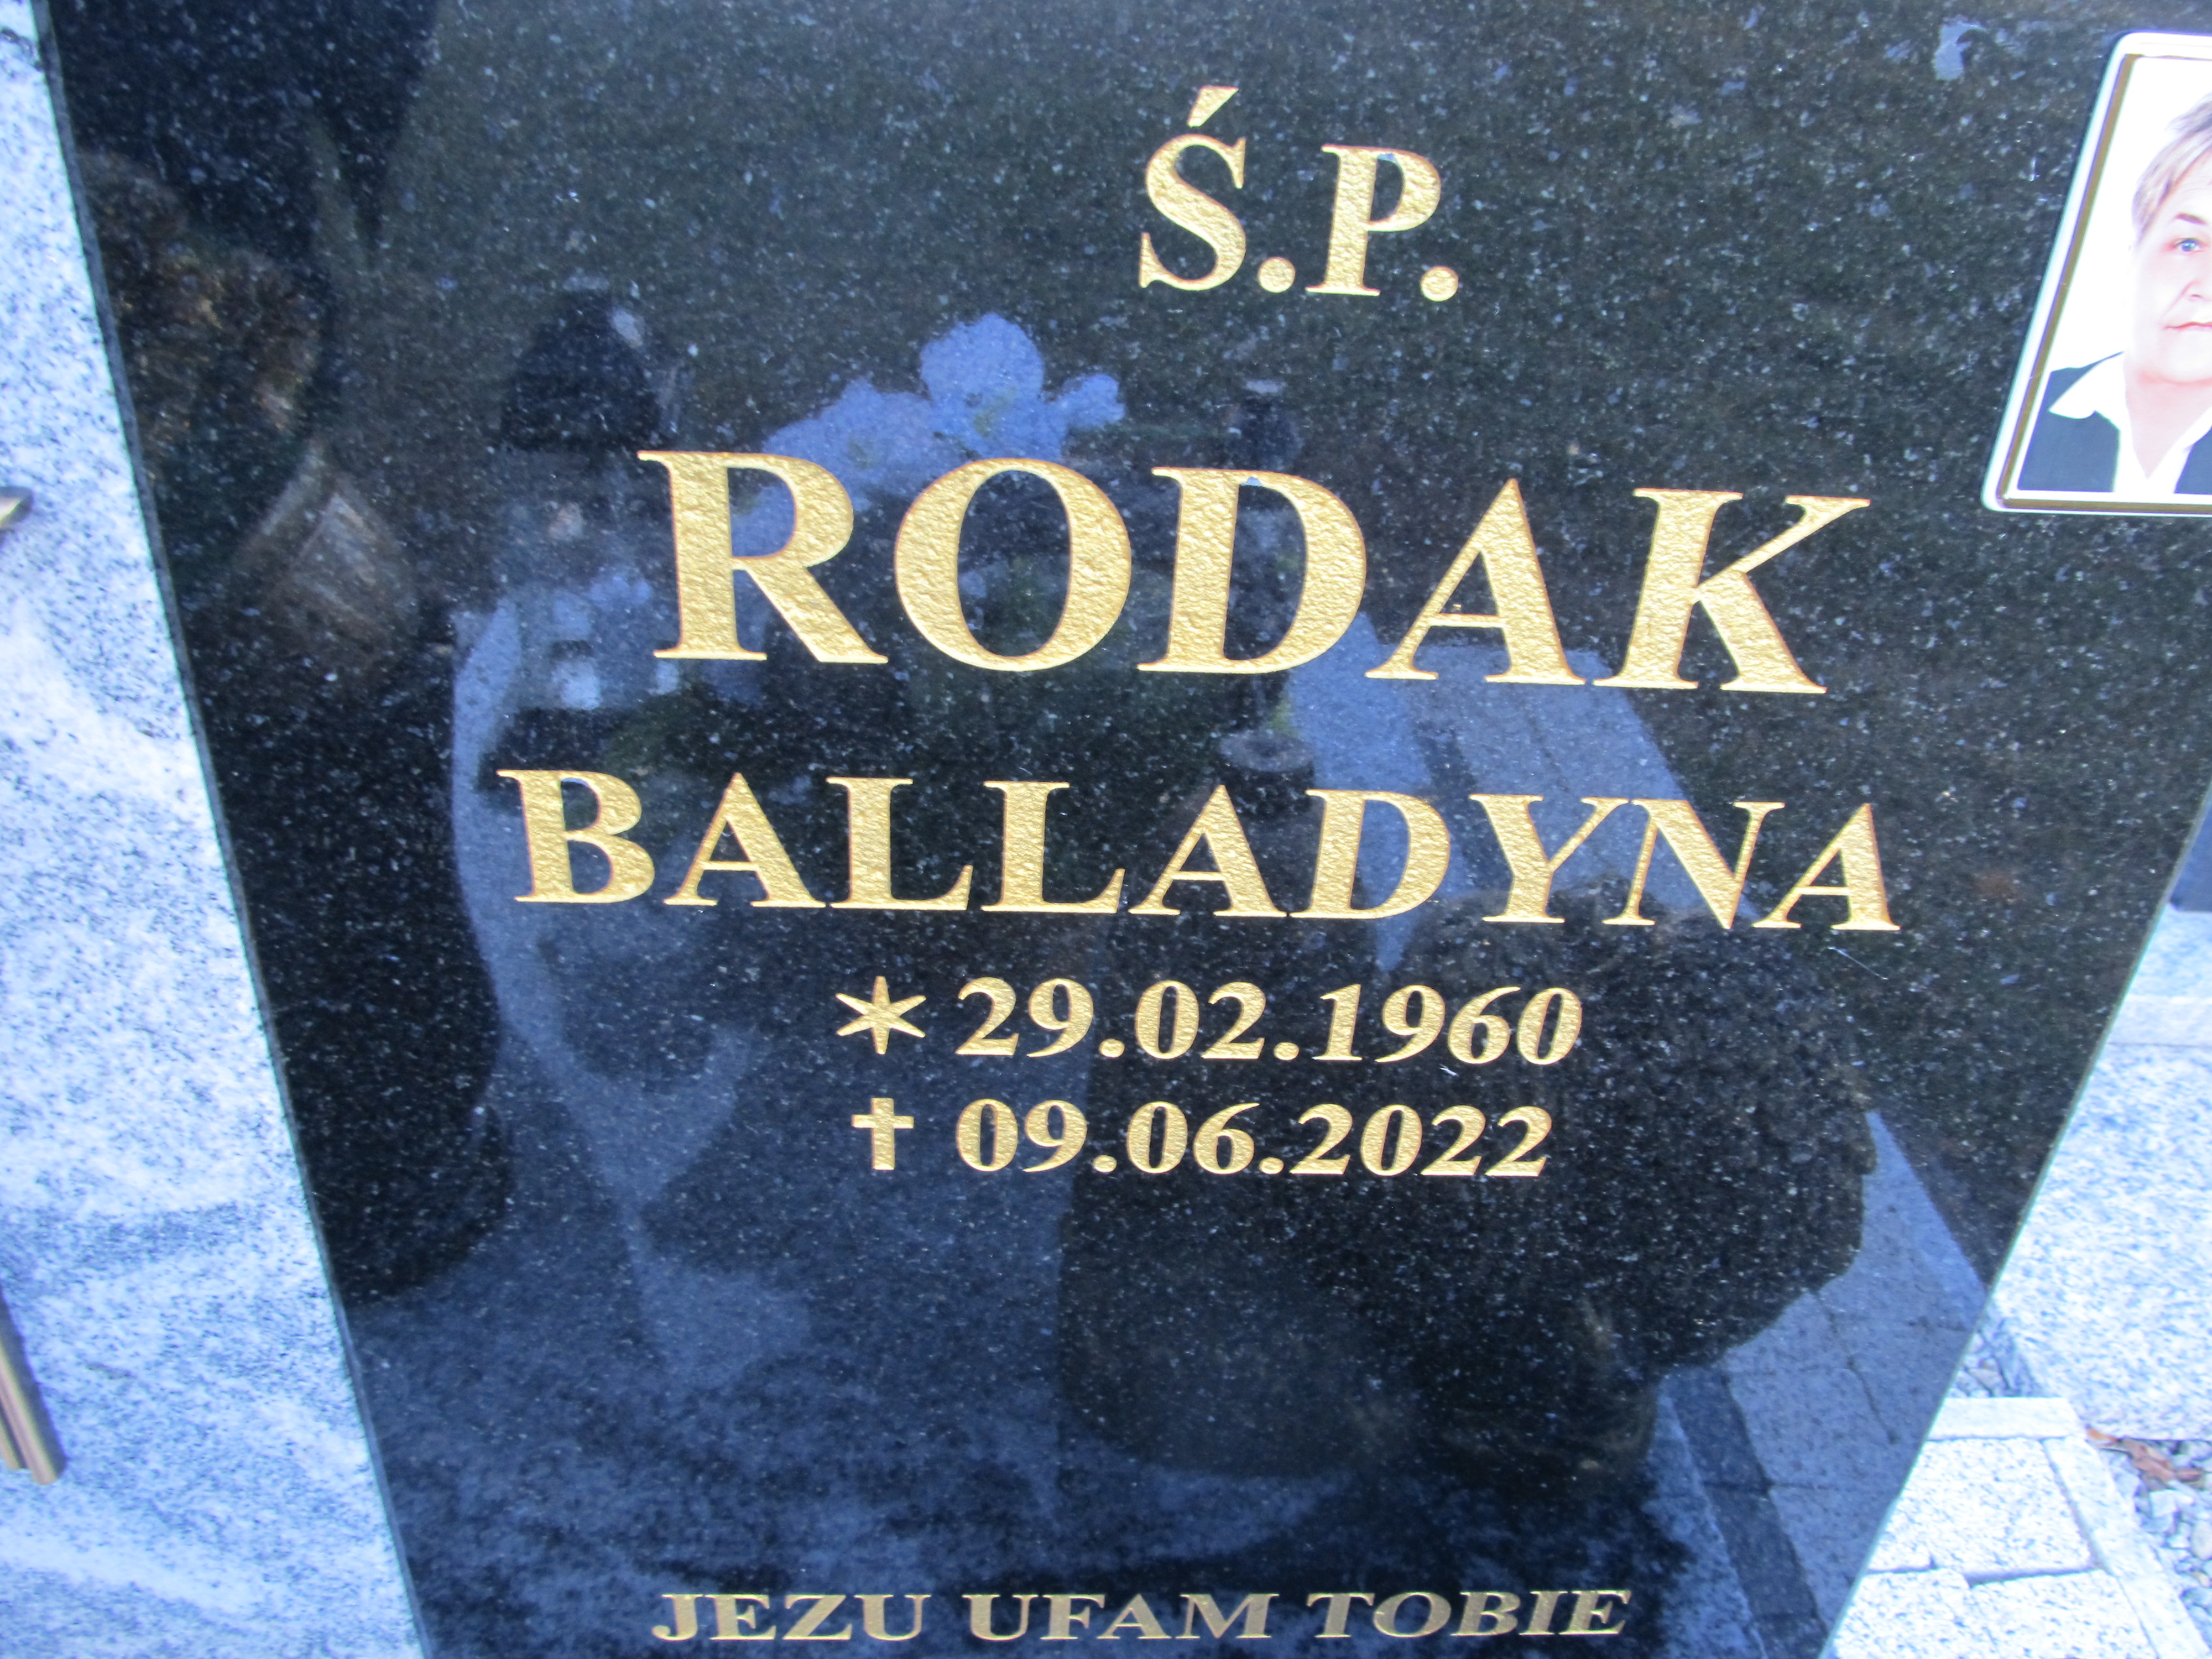 Ś.P.
RODAK
BALLADYNA
* 29.02.1960
✝ 09.06.2022
JEZU UFAM TOBIE